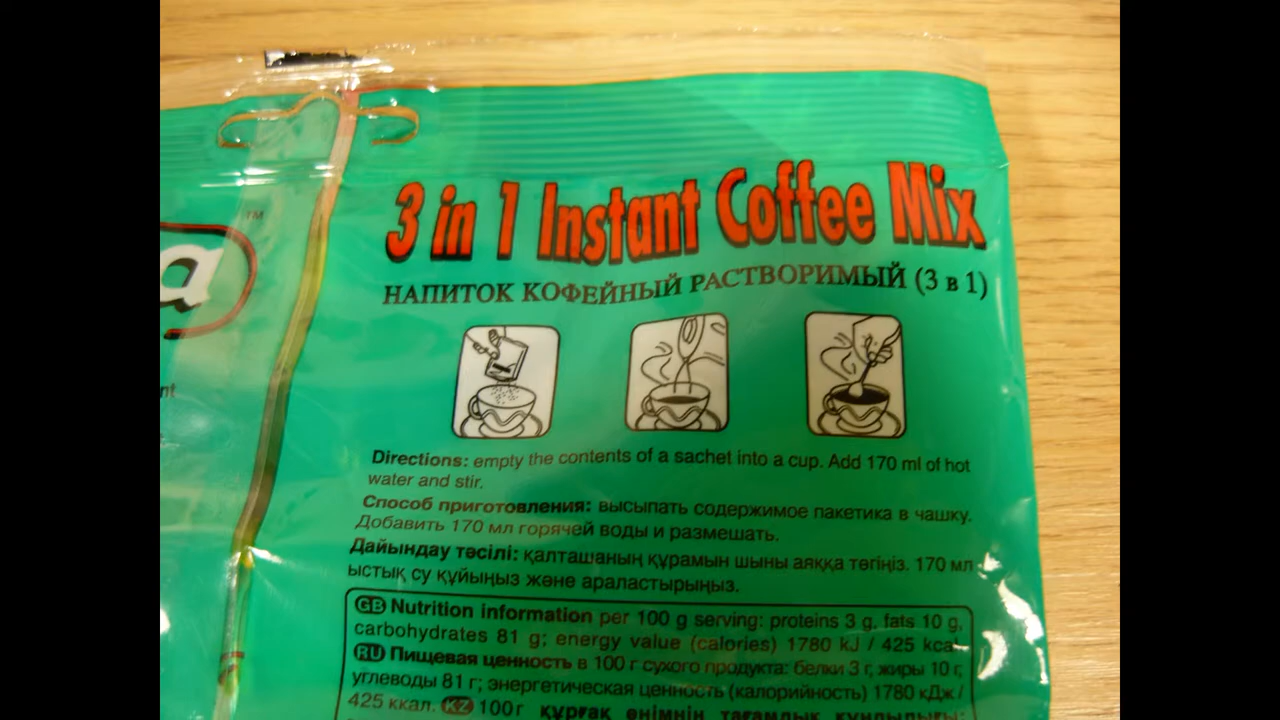 TM
a
nt
3 in 1 Instant Coffee Mix
НАПИТОК КОФЕЙНЫЙ РАСТВОРИМЫЙ (3 в 1)
Directions: empty the contents of a sachet into a cup. Add 170 ml of hot
water and stir.
Способ приготовления: высыпать содержимое пакетика в чашку.
Добавить 170 мл горячей воды и размешать.
Дайындау тәсілі: қалташаның құрамын шыны аяққа төгіңіз. 170 мл
ыстық су құйыңыз және араластырыңыз.
GB Nutrition information per 100 g serving: proteins 3 g, fats 10 g,
carbohydrates 81 g; energy value (calories) 1780 kJ / 425 kcal.
RU Пищевая ценность в 100 г сухого продукта: белки 3 г, жиры 10 г,
углеводы 81 г; энергетическая ценность (калорийность) 1780 кДж /
425 ккал. KZ 100 г құрғақ өнімнің тағамдық құндылығы: